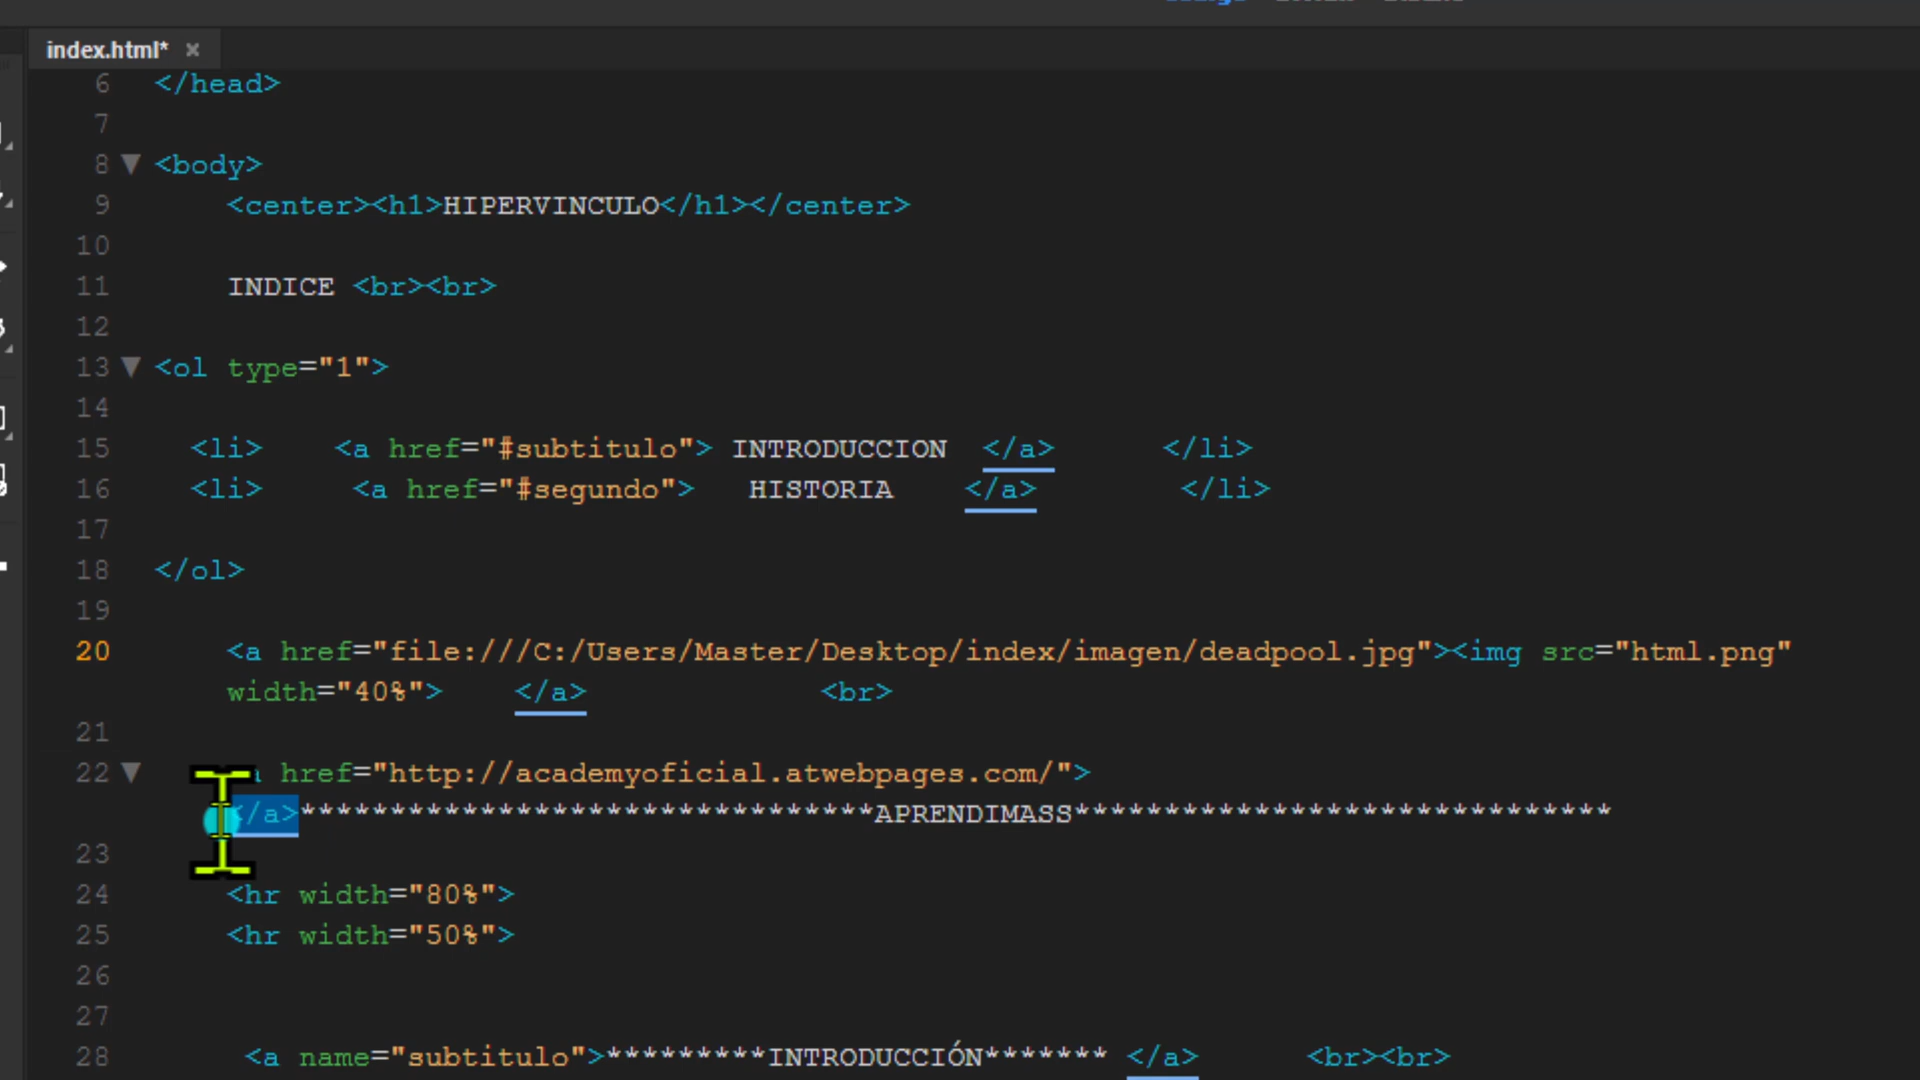 index.html*
6 </head>
7
8 <body>
9 <center><h1>HIPERVINCULO</h1></center>
10
11 INDICE <br><br>
12
13 <ol type="1">
14
15 <li> <a href="#subtitulo"> INTRODUCCION </a> </li>
16 <li> <a href="#segundo"> HISTORIA </a> </li>
17
18 </ol>
19
20 <a href="file:///C:/Users/Master/Desktop/index/imagen/deadpool.jpg"><img src="html.png"
width="40%"> </a> <br>
21
22 a href="http://academyoficial.atwebpages.com/">
</a>********************************APRENDIMASS******************************
23
24 <hr width="80%">
25 <hr width="50%">
26
27
28 <a name="subtitulo">*********INTRODUCCIÓN******* </a> <br><br>